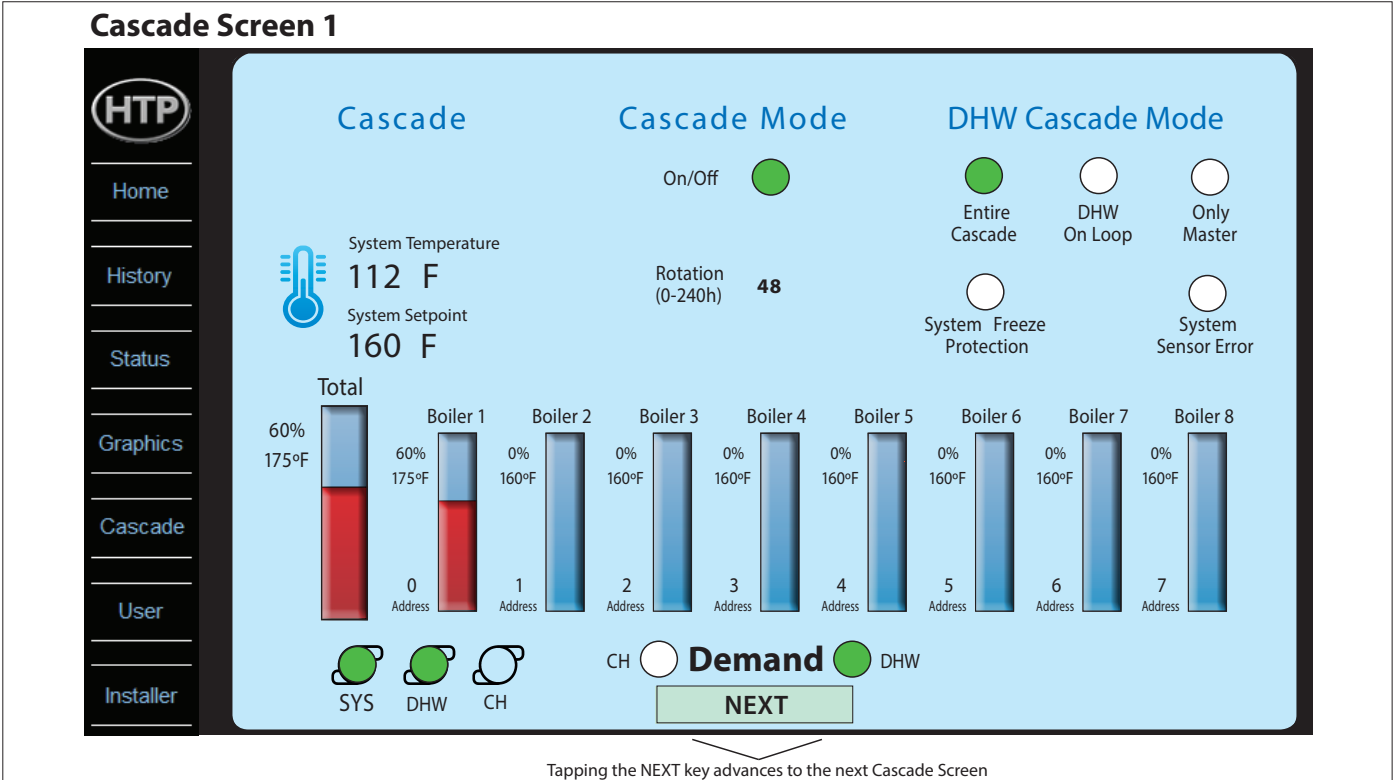 Cascade Screen 1
HTP
Home
History
Status
Graphics
Cascade
User
Installer
Cascade
Cascade Mode
DHW Cascade Mode
On/Off
Entire
Cascade
DHW
On Loop
Only
Master
System Temperature
112 F
System Setpoint
160 F
Rotation
(0-240h)
48
System Freeze
Protection
System
Sensor Error
Total
60%
175ºF
Boiler 1
60%
175ºF
0
Address
Boiler 2
0%
160ºF
1
Address
Boiler 3
0%
160ºF
2
Address
Boiler 4
0%
160ºF
3
Address
Boiler 5
0%
160ºF
4
Address
Boiler 6
0%
160ºF
5
Address
Boiler 7
0%
160ºF
6
Address
Boiler 8
0%
160ºF
7
Address
SYS
DHW
CH
CH Demand DHW
NEXT
Tapping the NEXT key advances to the next Cascade Screen